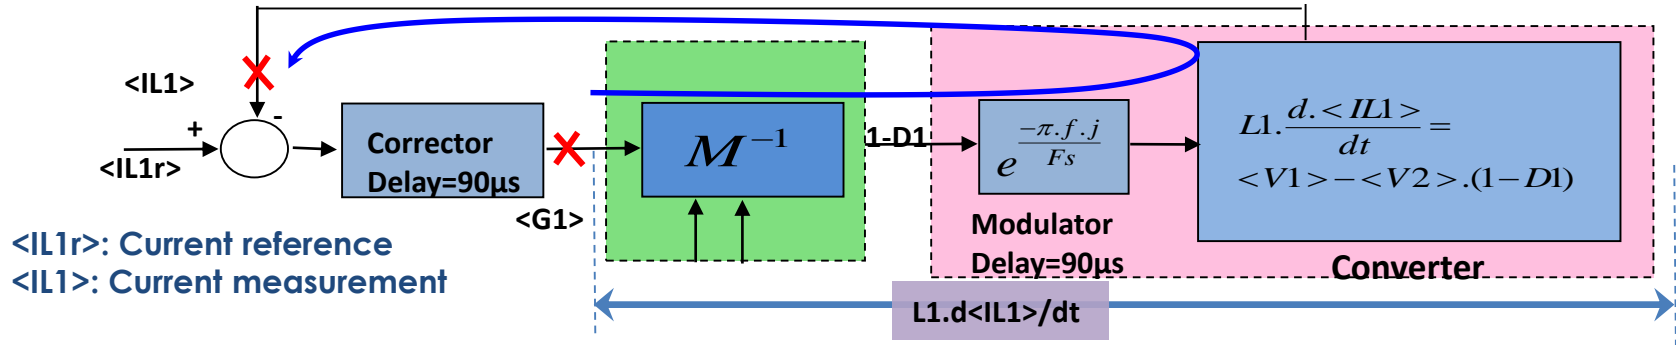 <IL1>
-
+
<IL1r>
Corrector
Delay=90µs
<G1>
M⁻¹
1-D1
e^(-π.f.j/Fs)
Modulator
Delay=90µs
L1.d.<IL1>/dt =
<V1>-<V2>.(1-D1)
Converter
<IL1r>: Current reference
<IL1>: Current measurement
L1.d<IL1>/dt